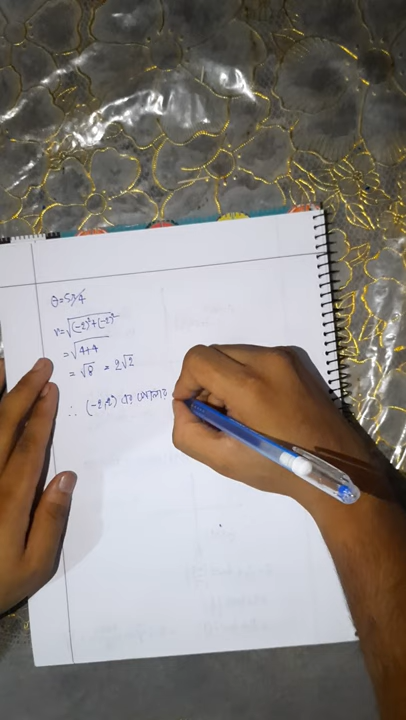 θ=5π/4
r=√(-2)²+(-2)²
=√4+4
=√8 = 2√2
∴ (-2,-2) এর পোলার